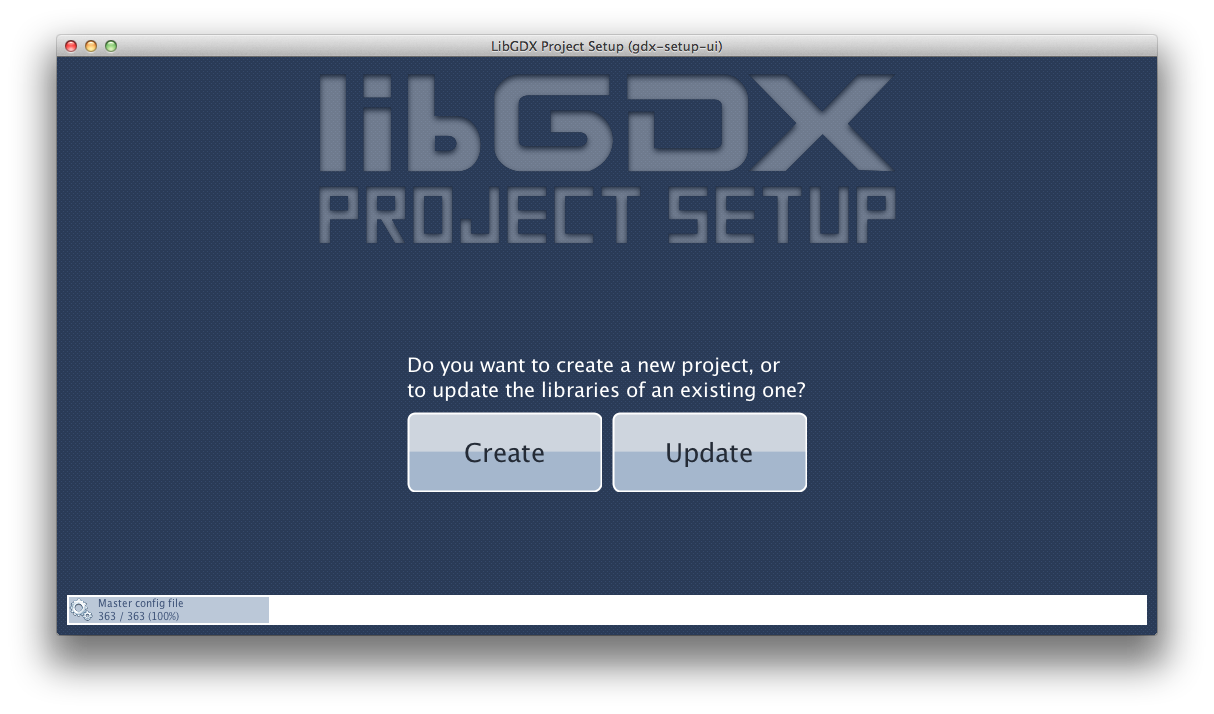 LibGDX Project Setup (gdx-setup-ui)
libGDX
PROJECT SETUP
Do you want to create a new project, or
to update the libraries of an existing one?
Create
Update
Master config file
363 / 363 (100%)